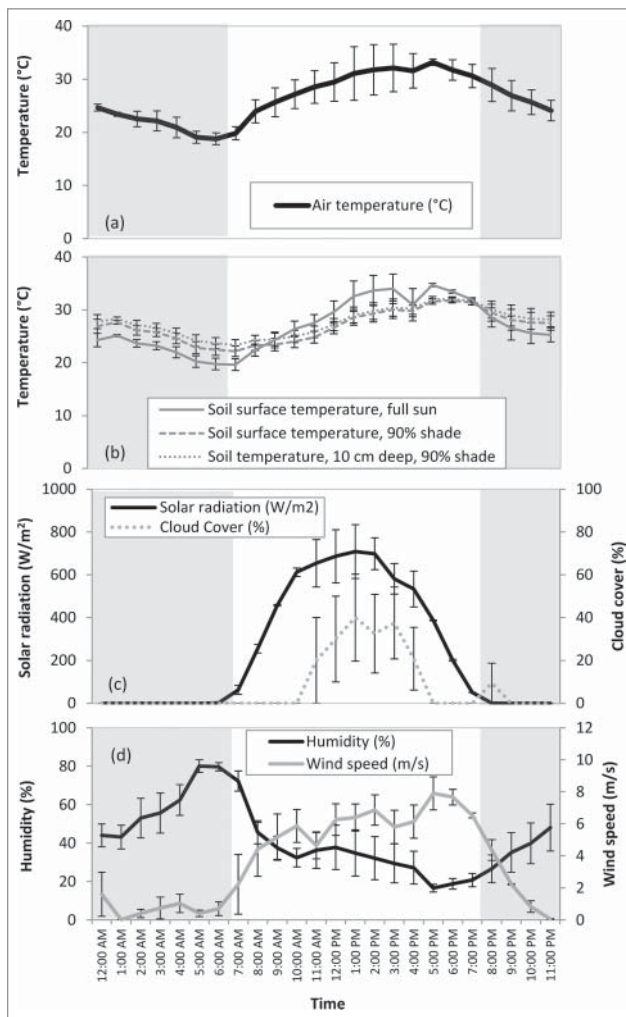 40
30
20
10
0
Temperature (°C)
Air temperature (°C)
(a)
40
30
20
10
0
Temperature (°C)
Soil surface temperature, full sun
Soil surface temperature, 90% shade
Soil temperature, 10 cm deep, 90% shade
(b)
1000
800
600
400
200
0
Solar radiation (W/m²)
Solar radiation (W/m2)
Cloud Cover (%)
(c)
100
80
60
40
20
0
Cloud cover (%)
100
80
60
40
20
0
Humidity (%)
(d)
Humidity (%)
Wind speed (m/s)
12
10
8
6
4
2
0
Wind speed (m/s)
12:00 AM
1:00 AM
2:00 AM
3:00 AM
4:00 AM
5:00 AM
6:00 AM
7:00 AM
8:00 AM
9:00 AM
10:00 AM
11:00 AM
12:00 PM
1:00 PM
2:00 PM
3:00 PM
4:00 PM
5:00 PM
6:00 PM
7:00 PM
8:00 PM
9:00 PM
10:00 PM
11:00 PM
Time